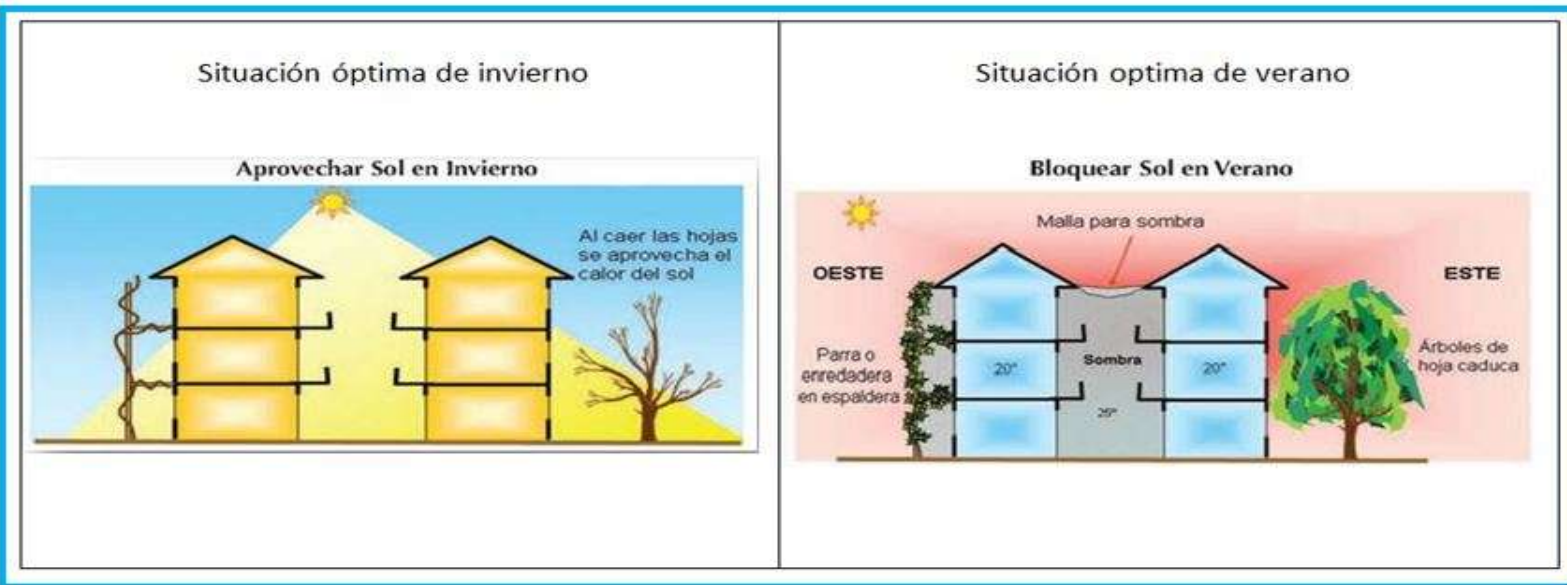 Situación óptima de invierno
Aprovechar Sol en Invierno
Al caer las hojas
se aprovecha el
calor del sol
Situación optima de verano
Bloquear Sol en Verano
Malla para sombra
OESTE
ESTE
Parra o
enredadera
en espaldera
20°
Sombra
20°
25°
Árboles de
hoja caduca